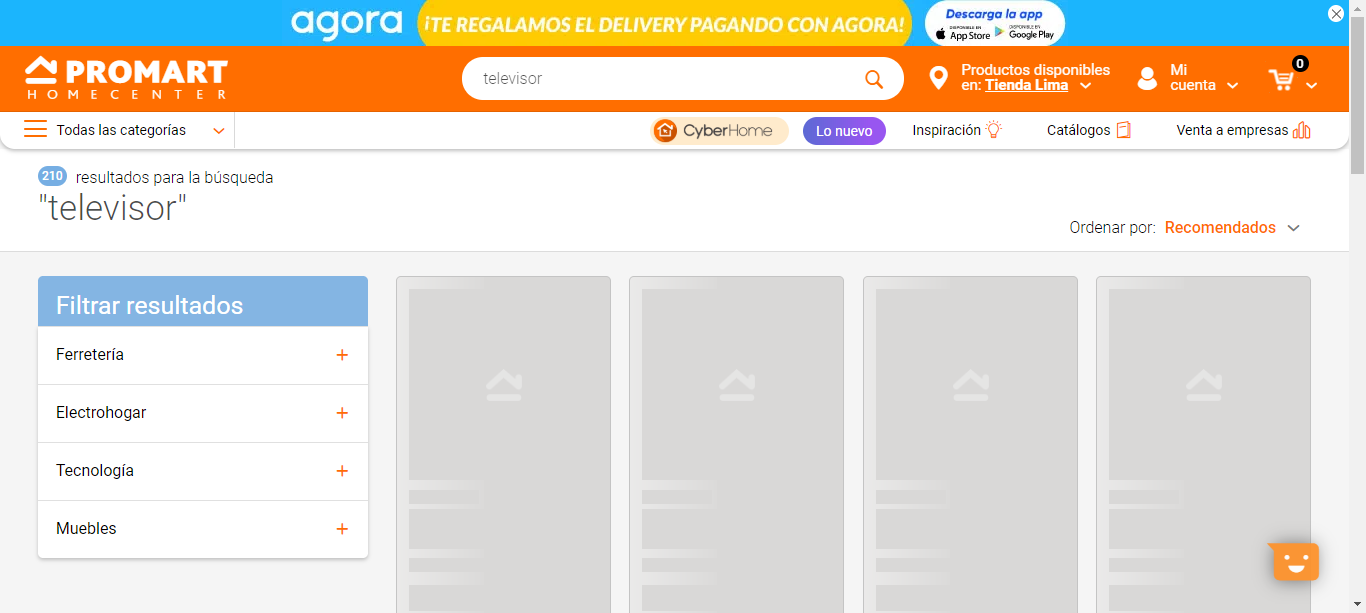 agora
¡TE REGALAMOS EL DELIVERY PAGANDO CON AGORA!
Descarga la app
DISPONIBLE EN App Store
DISPONIBLE EN Google Play
PROMART
HOMECENTER
televisor
Productos disponibles
en: Tienda Lima
Mi
cuenta
0
Todas las categorías
CyberHome
Lo nuevo
Inspiración
Catálogos
Venta a empresas
210 resultados para la búsqueda
"televisor"
Ordenar por: Recomendados
Filtrar resultados
Ferretería +
Electrohogar +
Tecnología +
Muebles +